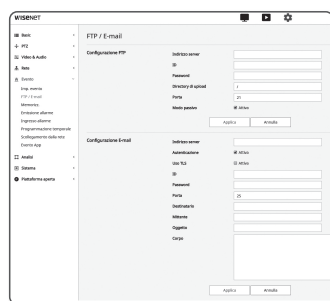 WISENET
Basic
PTZ
Video & Audio
Rete
Evento
Imp. evento
FTP / E-mail
Memorizz.
Emissione allarme
Ingresso allarme
Programmazione temporale
Scollegamento dalla rete
Evento App
Analisi
Sistema
Piattaforma aperta
FTP / E-mail
Configurazione FTP
Indirizzo server
ID
Password
Directory di upload /
Porta 21
Modo passivo Attiva
Applica Annulla
Configurazione E-mail
Indirizzo server
Autenticazione Attiva
Uso TLS Attiva
ID
Password
Porta 25
Destinatario
Mittente
Oggetto
Corpo
Applica Annulla